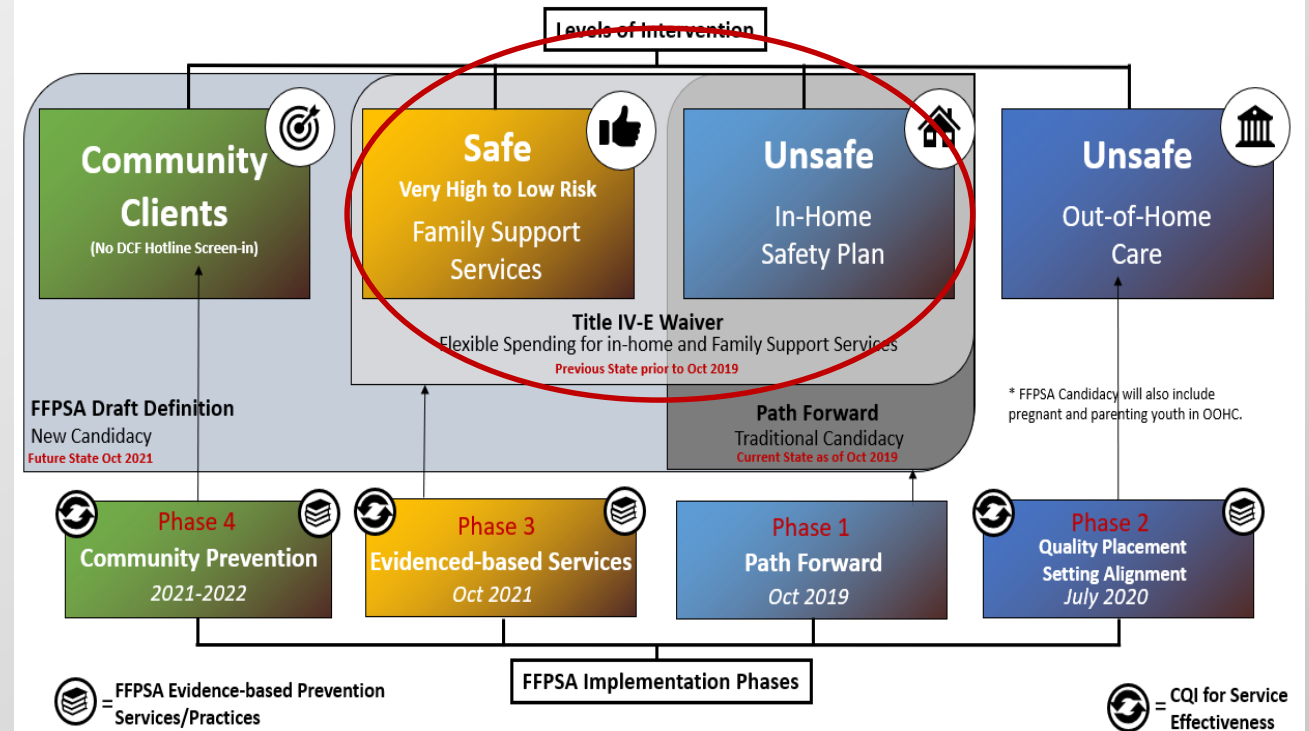 Levels of Intervention
Community
Clients
(No DCF Hotline Screen-in)
Safe
Very High to Low Risk
Family Support
Services
Unsafe
In-Home
Safety Plan
Unsafe
Out-of-Home
Care
Title IV-E Waiver
Flexible Spending for in-home and Family Support Services
Previous State prior to Oct 2019
FFPSA Draft Definition
New Candidacy
Future State Oct 2021
Path Forward
Traditional Candidacy
Current State as of Oct 2019
* FFPSA Candidacy will also include
pregnant and parenting youth in OOHC.
Phase 4
Community Prevention
2021-2022
Phase 3
Evidenced-based Services
Oct 2021
Phase 1
Path Forward
Oct 2019
Phase 2
Quality Placement
Setting Alignment
July 2020
FFPSA Implementation Phases
= FFPSA Evidence-based Prevention
Services/Practices
= CQI for Service
Effectiveness